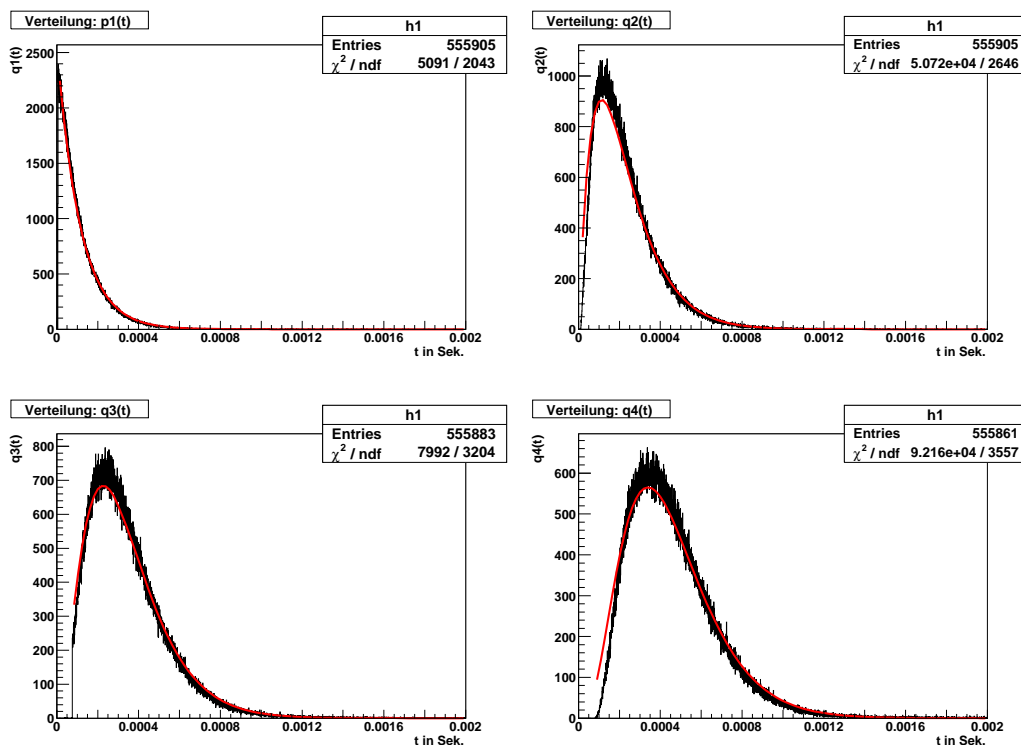 Verteilung: p1(t)
h1
Entries 555905
χ² / ndf 5091 / 2043
q1(t)
2500
2000
1500
1000
500
0
0
0.0004
0.0008
0.0012
0.0016
0.002
t in Sek.
Verteilung: q2(t)
h1
Entries 555905
χ² / ndf 5.072e+04 / 2646
q2(t)
1000
800
600
400
200
0
0
0.0004
0.0008
0.0012
0.0016
0.002
t in Sek.
Verteilung: q3(t)
h1
Entries 555883
χ² / ndf 7992 / 3204
q3(t)
800
700
600
500
400
300
200
100
0
0
0.0004
0.0008
0.0012
0.0016
0.002
t in Sek.
Verteilung: q4(t)
h1
Entries 555861
χ² / ndf 9.216e+04 / 3557
q4(t)
600
500
400
300
200
100
0
0
0.0004
0.0008
0.0012
0.0016
0.002
t in Sek.